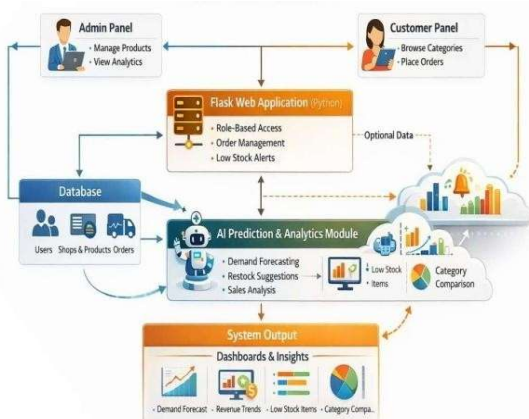 Admin Panel
• Manage Products
• View Analytics
Customer Panel
• Browse Categories
• Place Orders
Flask Web Application (Python)
• Role-Based Access
• Order Management
• Low Stock Alerts
Optional Data
Database
Users
Shops & Products
Orders
AI Prediction & Analytics Module
• Demand Forecasting
• Restock Suggestions
• Sales Analysis
Low Stock
• Items
Category
Comparison
System Output
Dashboards & Insights
• Demand Forecast
• Revenue Trends
• Low Stock Items
• Category Compa...